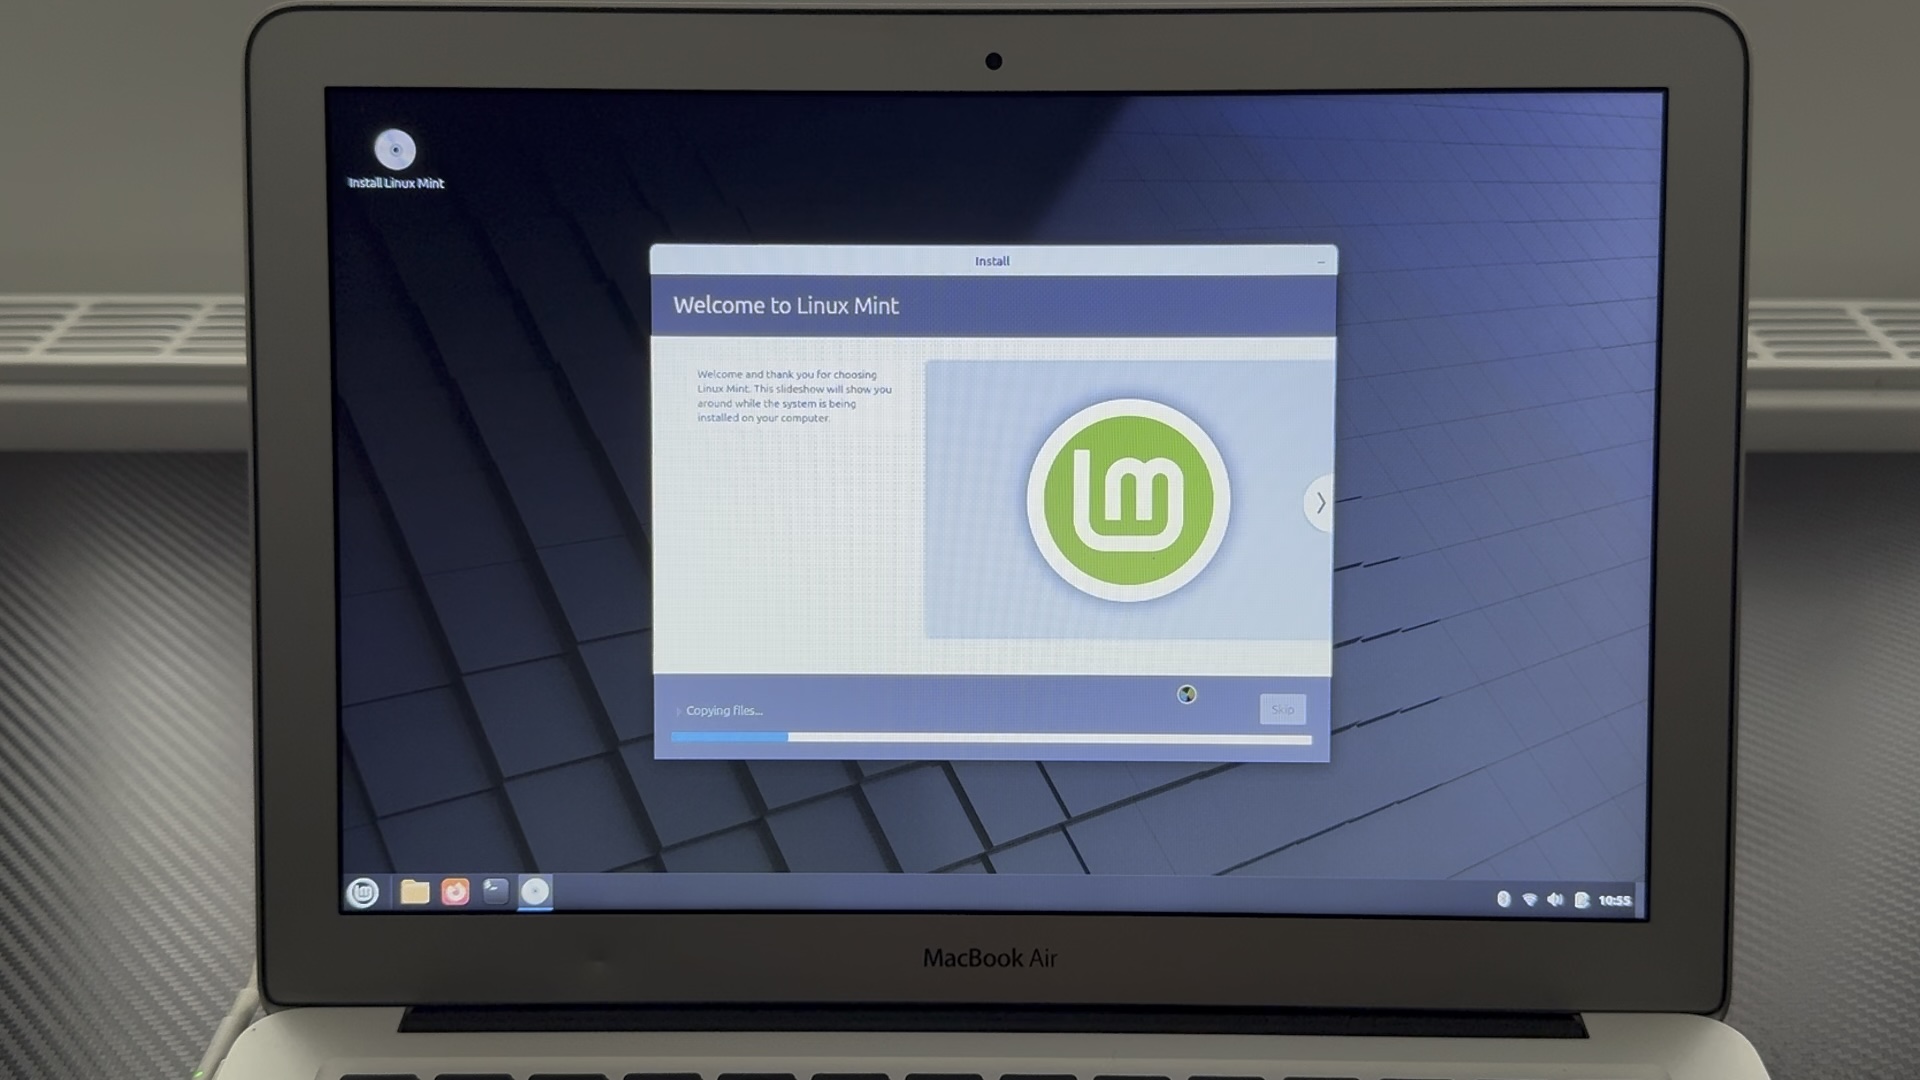 Install Linux Mint
Install
Welcome to Linux Mint
Welcome and thank you for choosing
Linux Mint. This slideshow will show you
around while the system is being
installed on your computer.
Copying files...
Skip
10:55
MacBook Air